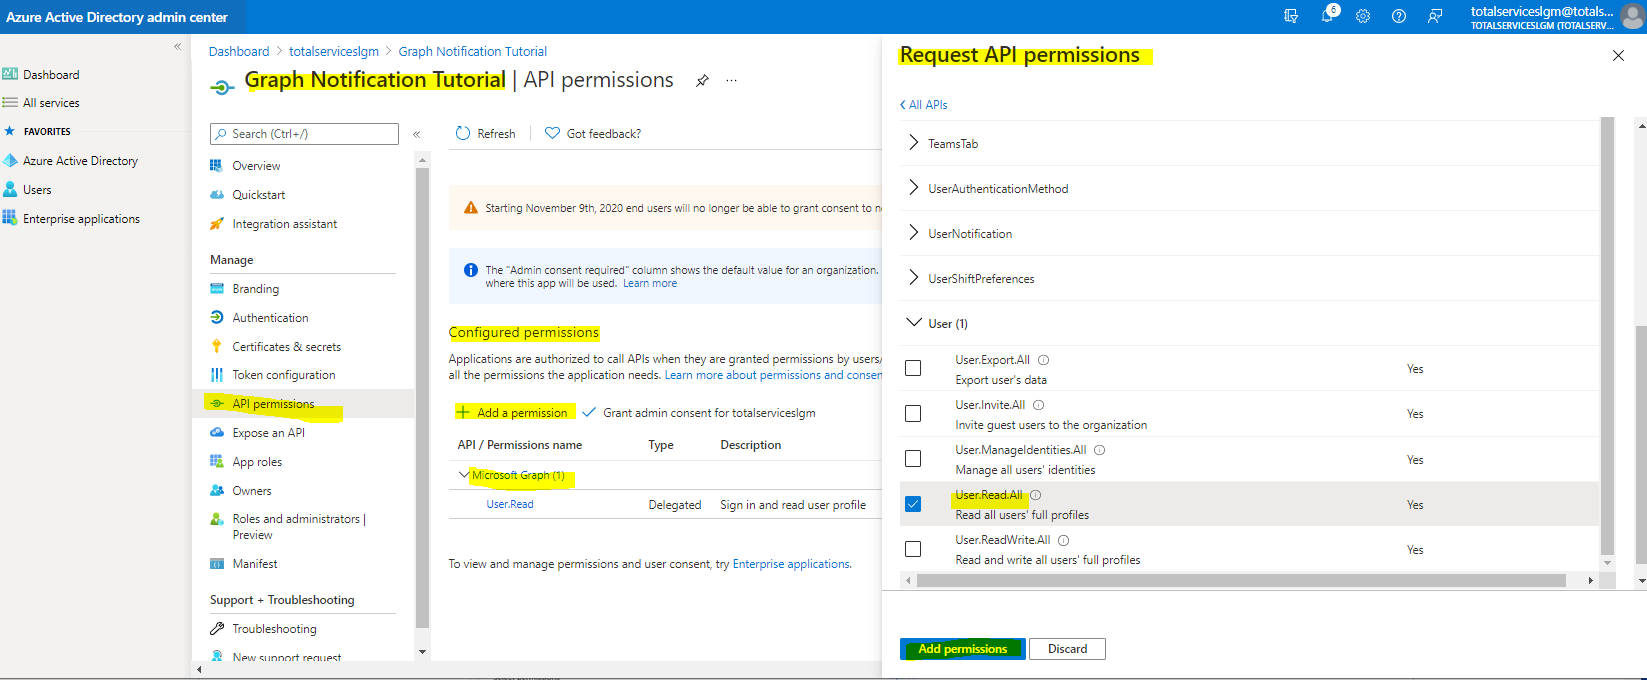 Azure Active Directory admin center
6
totalserviceslgm@totals...
TOTALSERVICESLGM (TOTALSERV...
«
Dashboard
All services
FAVORITES
Azure Active Directory
Users
Enterprise applications
Dashboard > totalserviceslgm > Graph Notification Tutorial
Graph Notification Tutorial | API permissions
...
Search (Ctrl+/)
«
Overview
Quickstart
Integration assistant
Manage
Branding
Authentication
Certificates & secrets
Token configuration
API permissions
Expose an API
App roles
Owners
Roles and administrators |
Preview
Manifest
Support + Troubleshooting
Troubleshooting
New support request
Refresh
Got feedback?
Starting November 9th, 2020 end users will no longer be able to grant consent to
The "Admin consent required" column shows the default value for an organization.
where this app will be used. Learn more
Configured permissions
Applications are authorized to call APIs when they are granted permissions by users/
all the permissions the application needs. Learn more about permissions and consen
Add a permission
Grant admin consent for totalserviceslgm
API / Permissions name
Type
Description
Microsoft Graph (1)
User.Read
Delegated
Sign in and read user profile
To view and manage permissions and user consent, try Enterprise applications.
Request API permissions
All APIs
TeamsTab
UserAuthenticationMethod
UserNotification
UserShiftPreferences
User (1)
User.Export.All
Export user's data
Yes
User.Invite.All
Invite guest users to the organization
Yes
User.ManageIdentities.All
Manage all users' identities
Yes
User.Read.All
Read all users' full profiles
Yes
User.ReadWrite.All
Read and write all users' full profiles
Yes
Add permissions
Discard